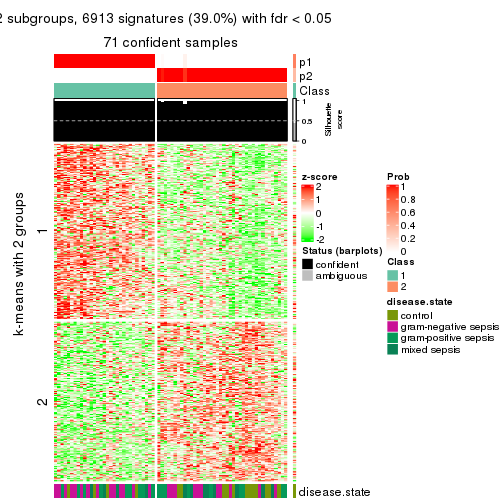 2 subgroups, 6913 signatures (39.0%) with fdr < 0.05
71 confident samples
p1
p2
Class
1
0.5
0
Silhouette
score
k-means with 2 groups
1
2
z-score
2
1
0
-1
-2
Status (barplots)
confident
ambiguous
Prob
1
0.8
0.6
0.4
0.2
0
Class
1
2
disease.state
control
gram-negative sepsis
gram-positive sepsis
mixed sepsis
disease.state